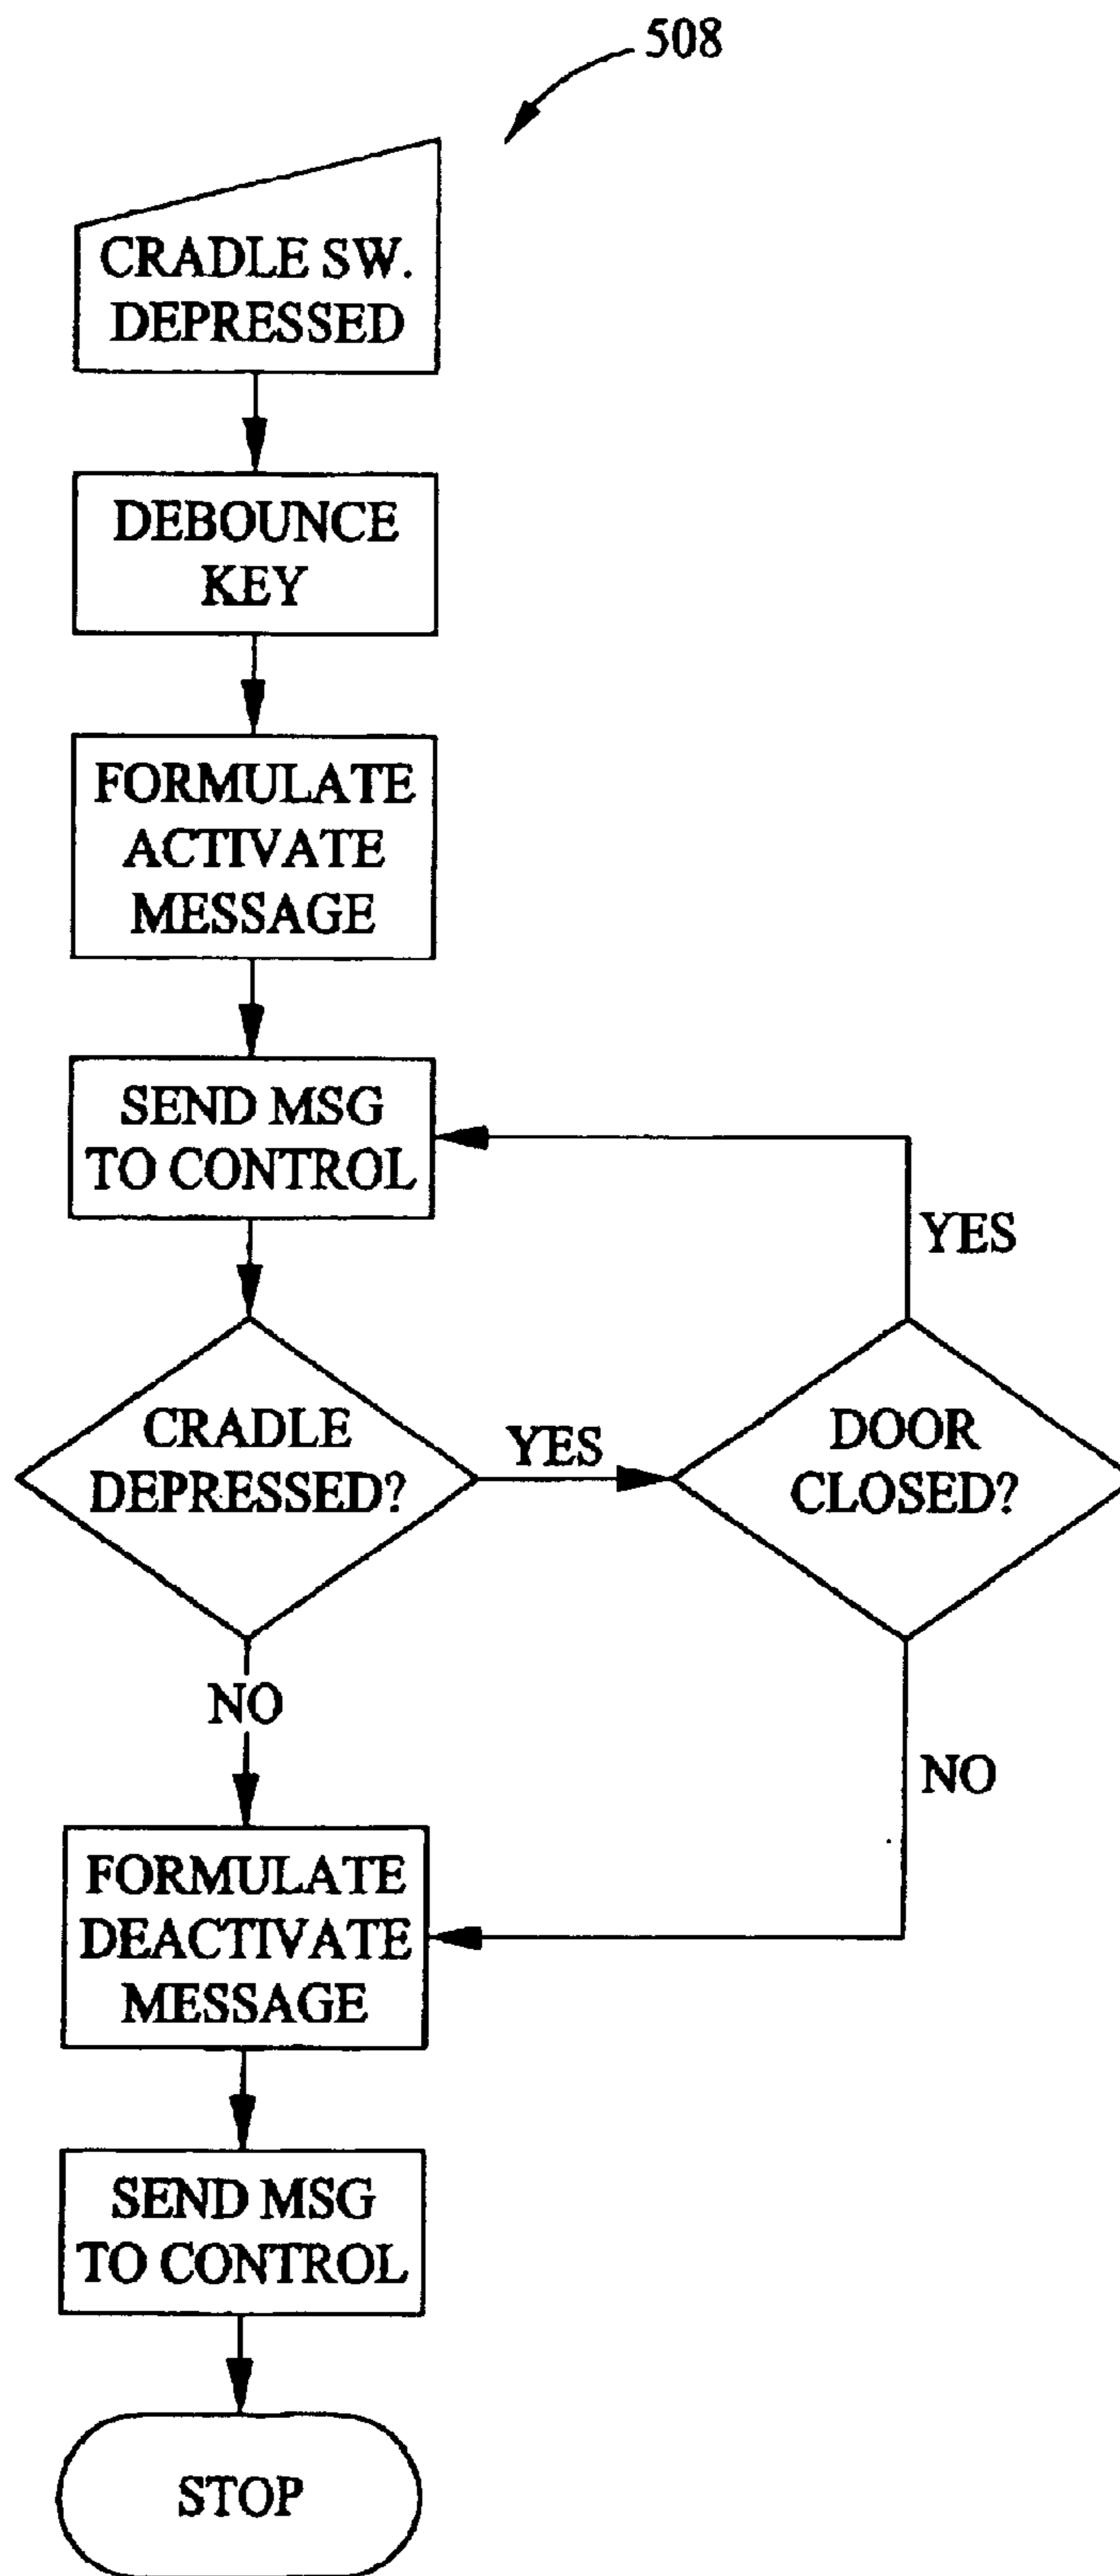 508
CRADLE SW.
DEPRESSED
DEBOUNCE
KEY
FORMULATE
ACTIVATE
MESSAGE
SEND MSG
TO CONTROL
YES
CRADLE
DEPRESSED?
YES
DOOR
CLOSED?
NO
NO
FORMULATE
DEACTIVATE
MESSAGE
SEND MSG
TO CONTROL
STOP